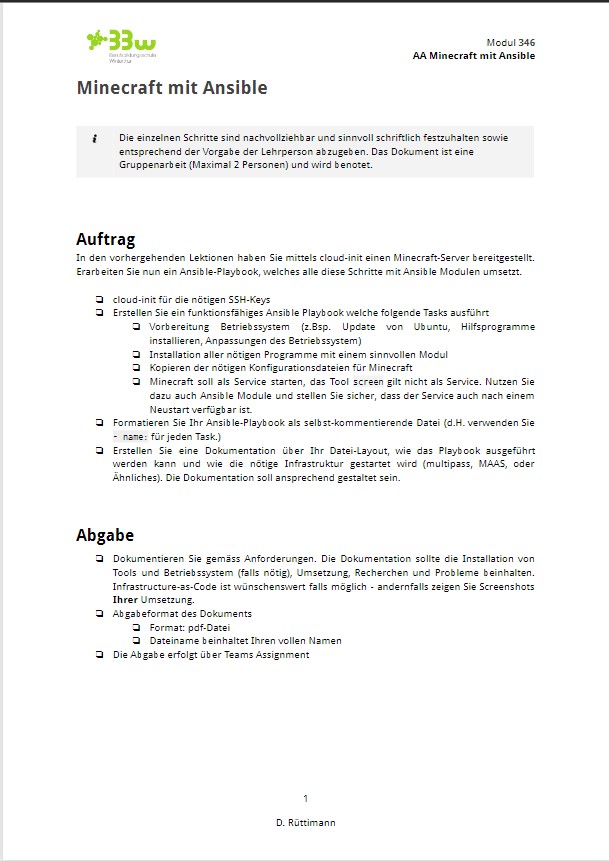 BBW
Berufsbildungsschule
Winterthur
Modul 346
AA Minecraft mit Ansible
Minecraft mit Ansible
i Die einzelnen Schritte sind nachvollziehbar und sinnvoll schriftlich festzuhalten sowie
entsprechend der Vorgabe der Lehrperson abzugeben. Das Dokument ist eine
Gruppenarbeit (Maximal 2 Personen) und wird benotet.
Auftrag
In den vorhergehenden Lektionen haben Sie mittels cloud-init einen Minecraft-Server bereitgestellt.
Erarbeiten Sie nun ein Ansible-Playbook, welches alle diese Schritte mit Ansible Modulen umsetzt.
❏ cloud-init für die nötigen SSH-Keys
❏ Erstellen Sie ein funktionsfähiges Ansible Playbook welche folgende Tasks ausführt
❏ Vorbereitung Betriebssystem (z.Bsp. Update von Ubuntu, Hilfsprogramme
installieren, Anpassungen des Betriebssystem)
❏ Installation aller nötigen Programme mit einem sinnvollen Modul
❏ Kopieren der nötigen Konfigurationsdateien für Minecraft
❏ Minecraft soll als Service starten, das Tool screen gilt nicht als Service. Nutzen Sie
dazu auch Ansible Module und stellen Sie sicher, dass der Service auch nach einem
Neustart verfügbar ist.
❏ Formatieren Sie Ihr Ansible-Playbook als selbst-kommentierende Datei (d.H. verwenden Sie
- name: für jeden Task.)
❏ Erstellen Sie eine Dokumentation über Ihr Datei-Layout, wie das Playbook ausgeführt
werden kann und wie die nötige Infrastruktur gestartet wird (multipass, MAAS, oder
Ähnliches). Die Dokumentation soll ansprechend gestaltet sein.
Abgabe
❏ Dokumentieren Sie gemäss Anforderungen. Die Dokumentation sollte die Installation von
Tools und Betriebssystem (falls nötig), Umsetzung, Recherchen und Probleme beinhalten.
Infrastructure-as-Code ist wünschenswert falls möglich - andernfalls zeigen Sie Screenshots
Ihrer Umsetzung.
❏ Abgabeformat des Dokuments
❏ Format: pdf-Datei
❏ Dateiname beinhaltet Ihren vollen Namen
❏ Die Abgabe erfolgt über Teams Assignment
1
D. Rüttimann